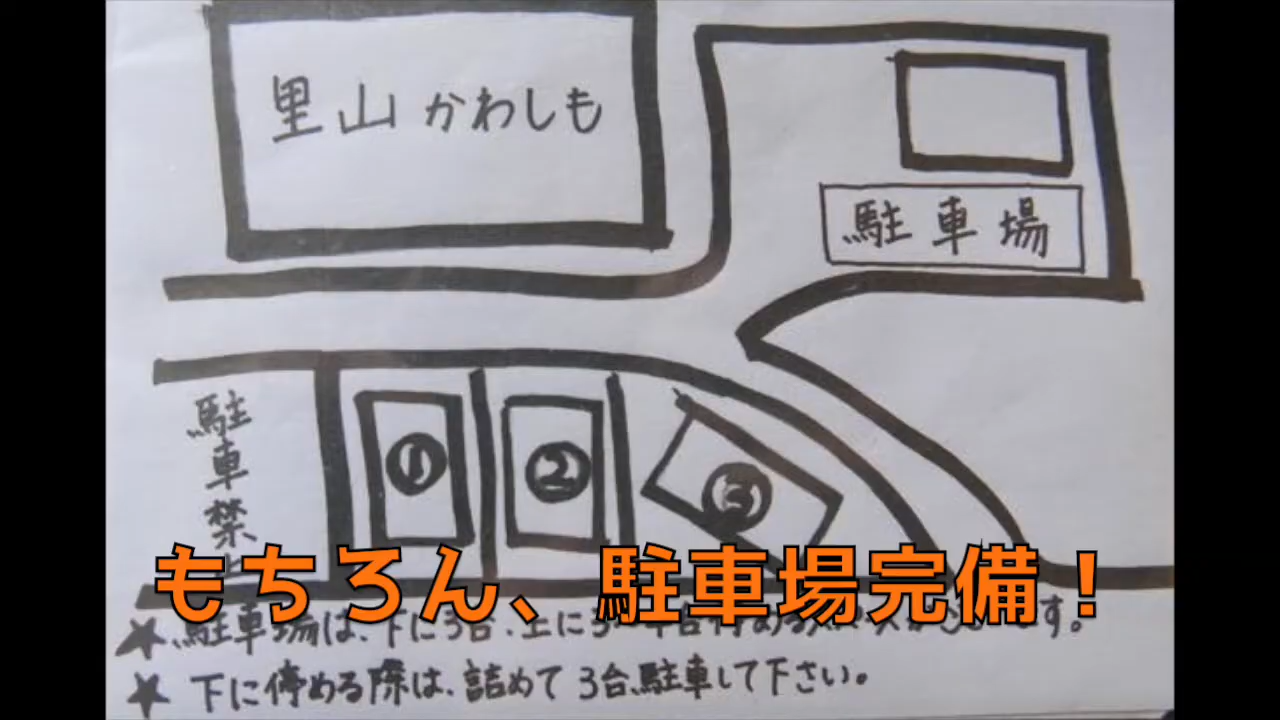 里山かわしも
駐車場
駐車禁
①
②
③
もちろん、駐車場完備！
★駐車場は、下に3台、上に
★下に停める際は、詰めて3台、駐車して下さい。